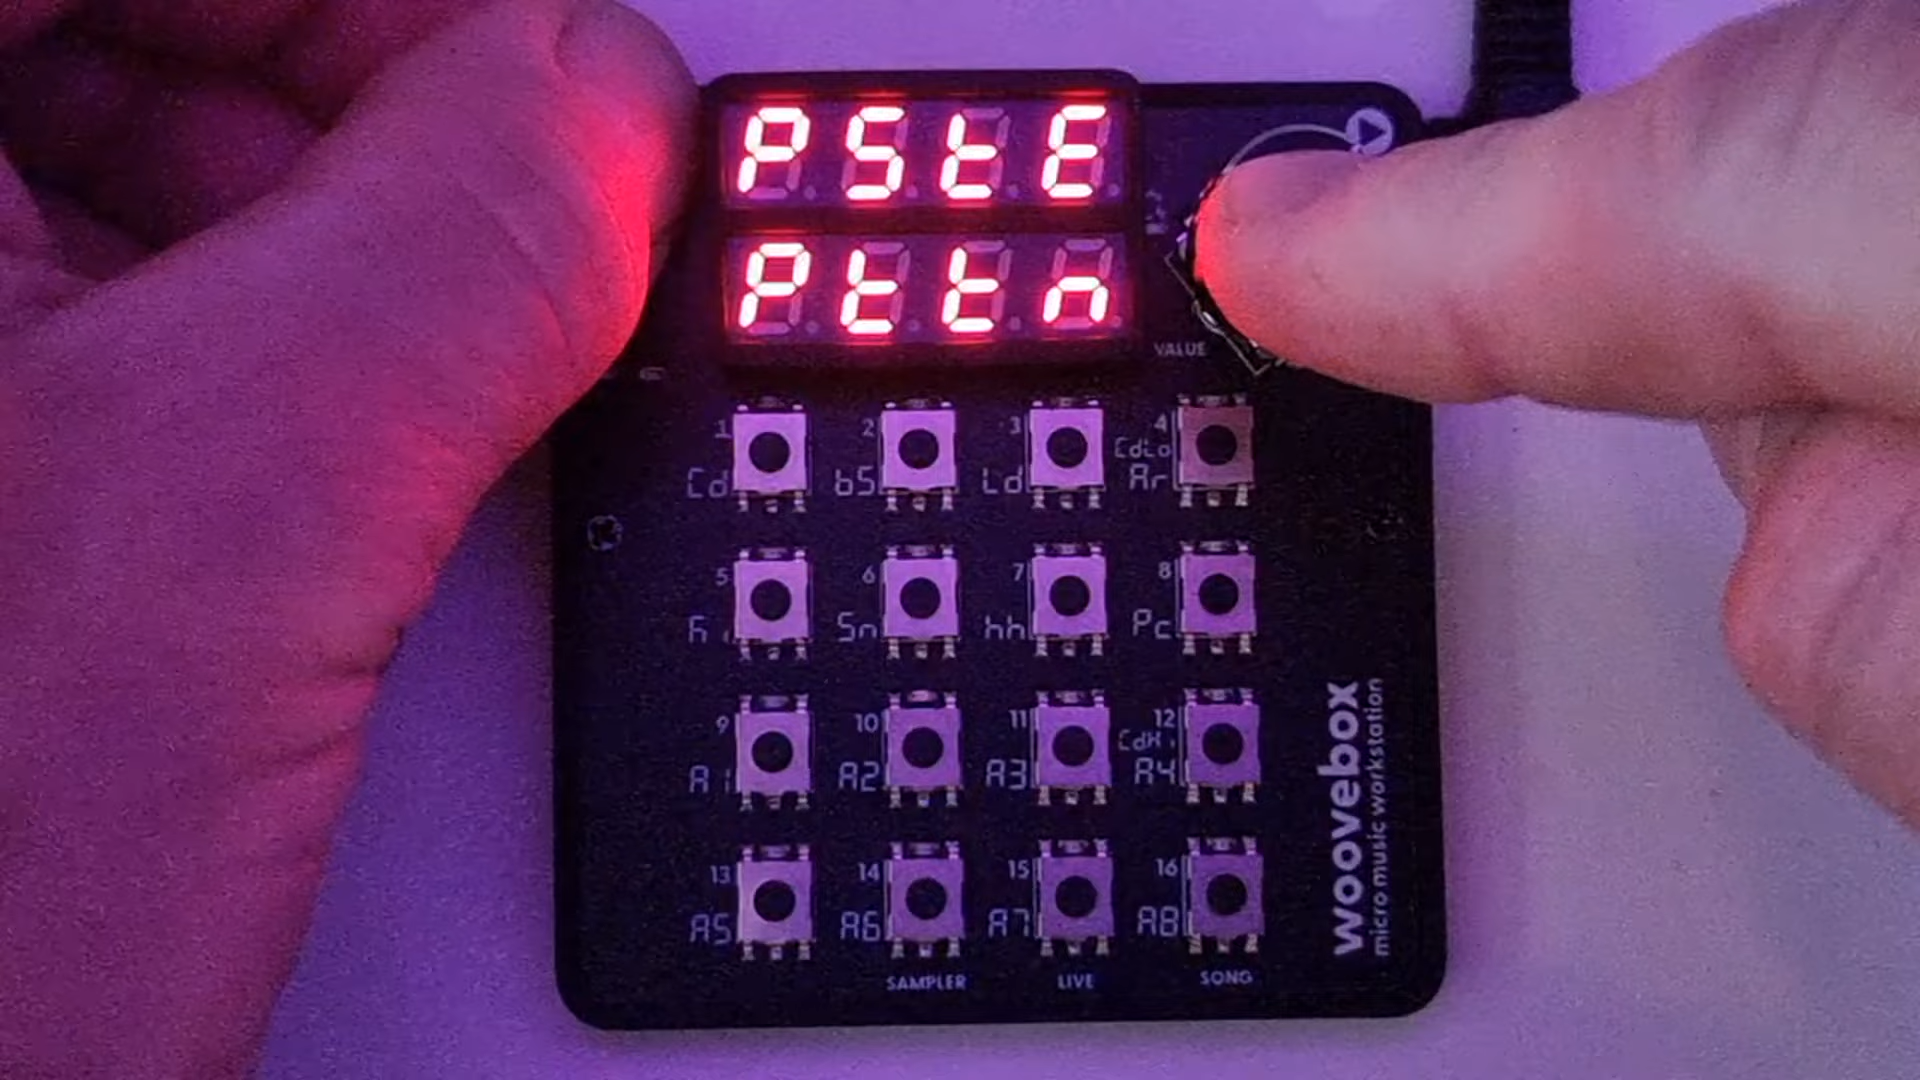 PStE
Pttn
VALUE
1 2 3 4
CdLo
Cd bS Ld Ar
5 6 7 8
Sn hh Pc
9 10 11 12
CdHi
A1 A2 A3 A4
13 14 15 16
A5 A6 A7 A8
SAMPLER LIVE SONG
woovebox
micro music workstation